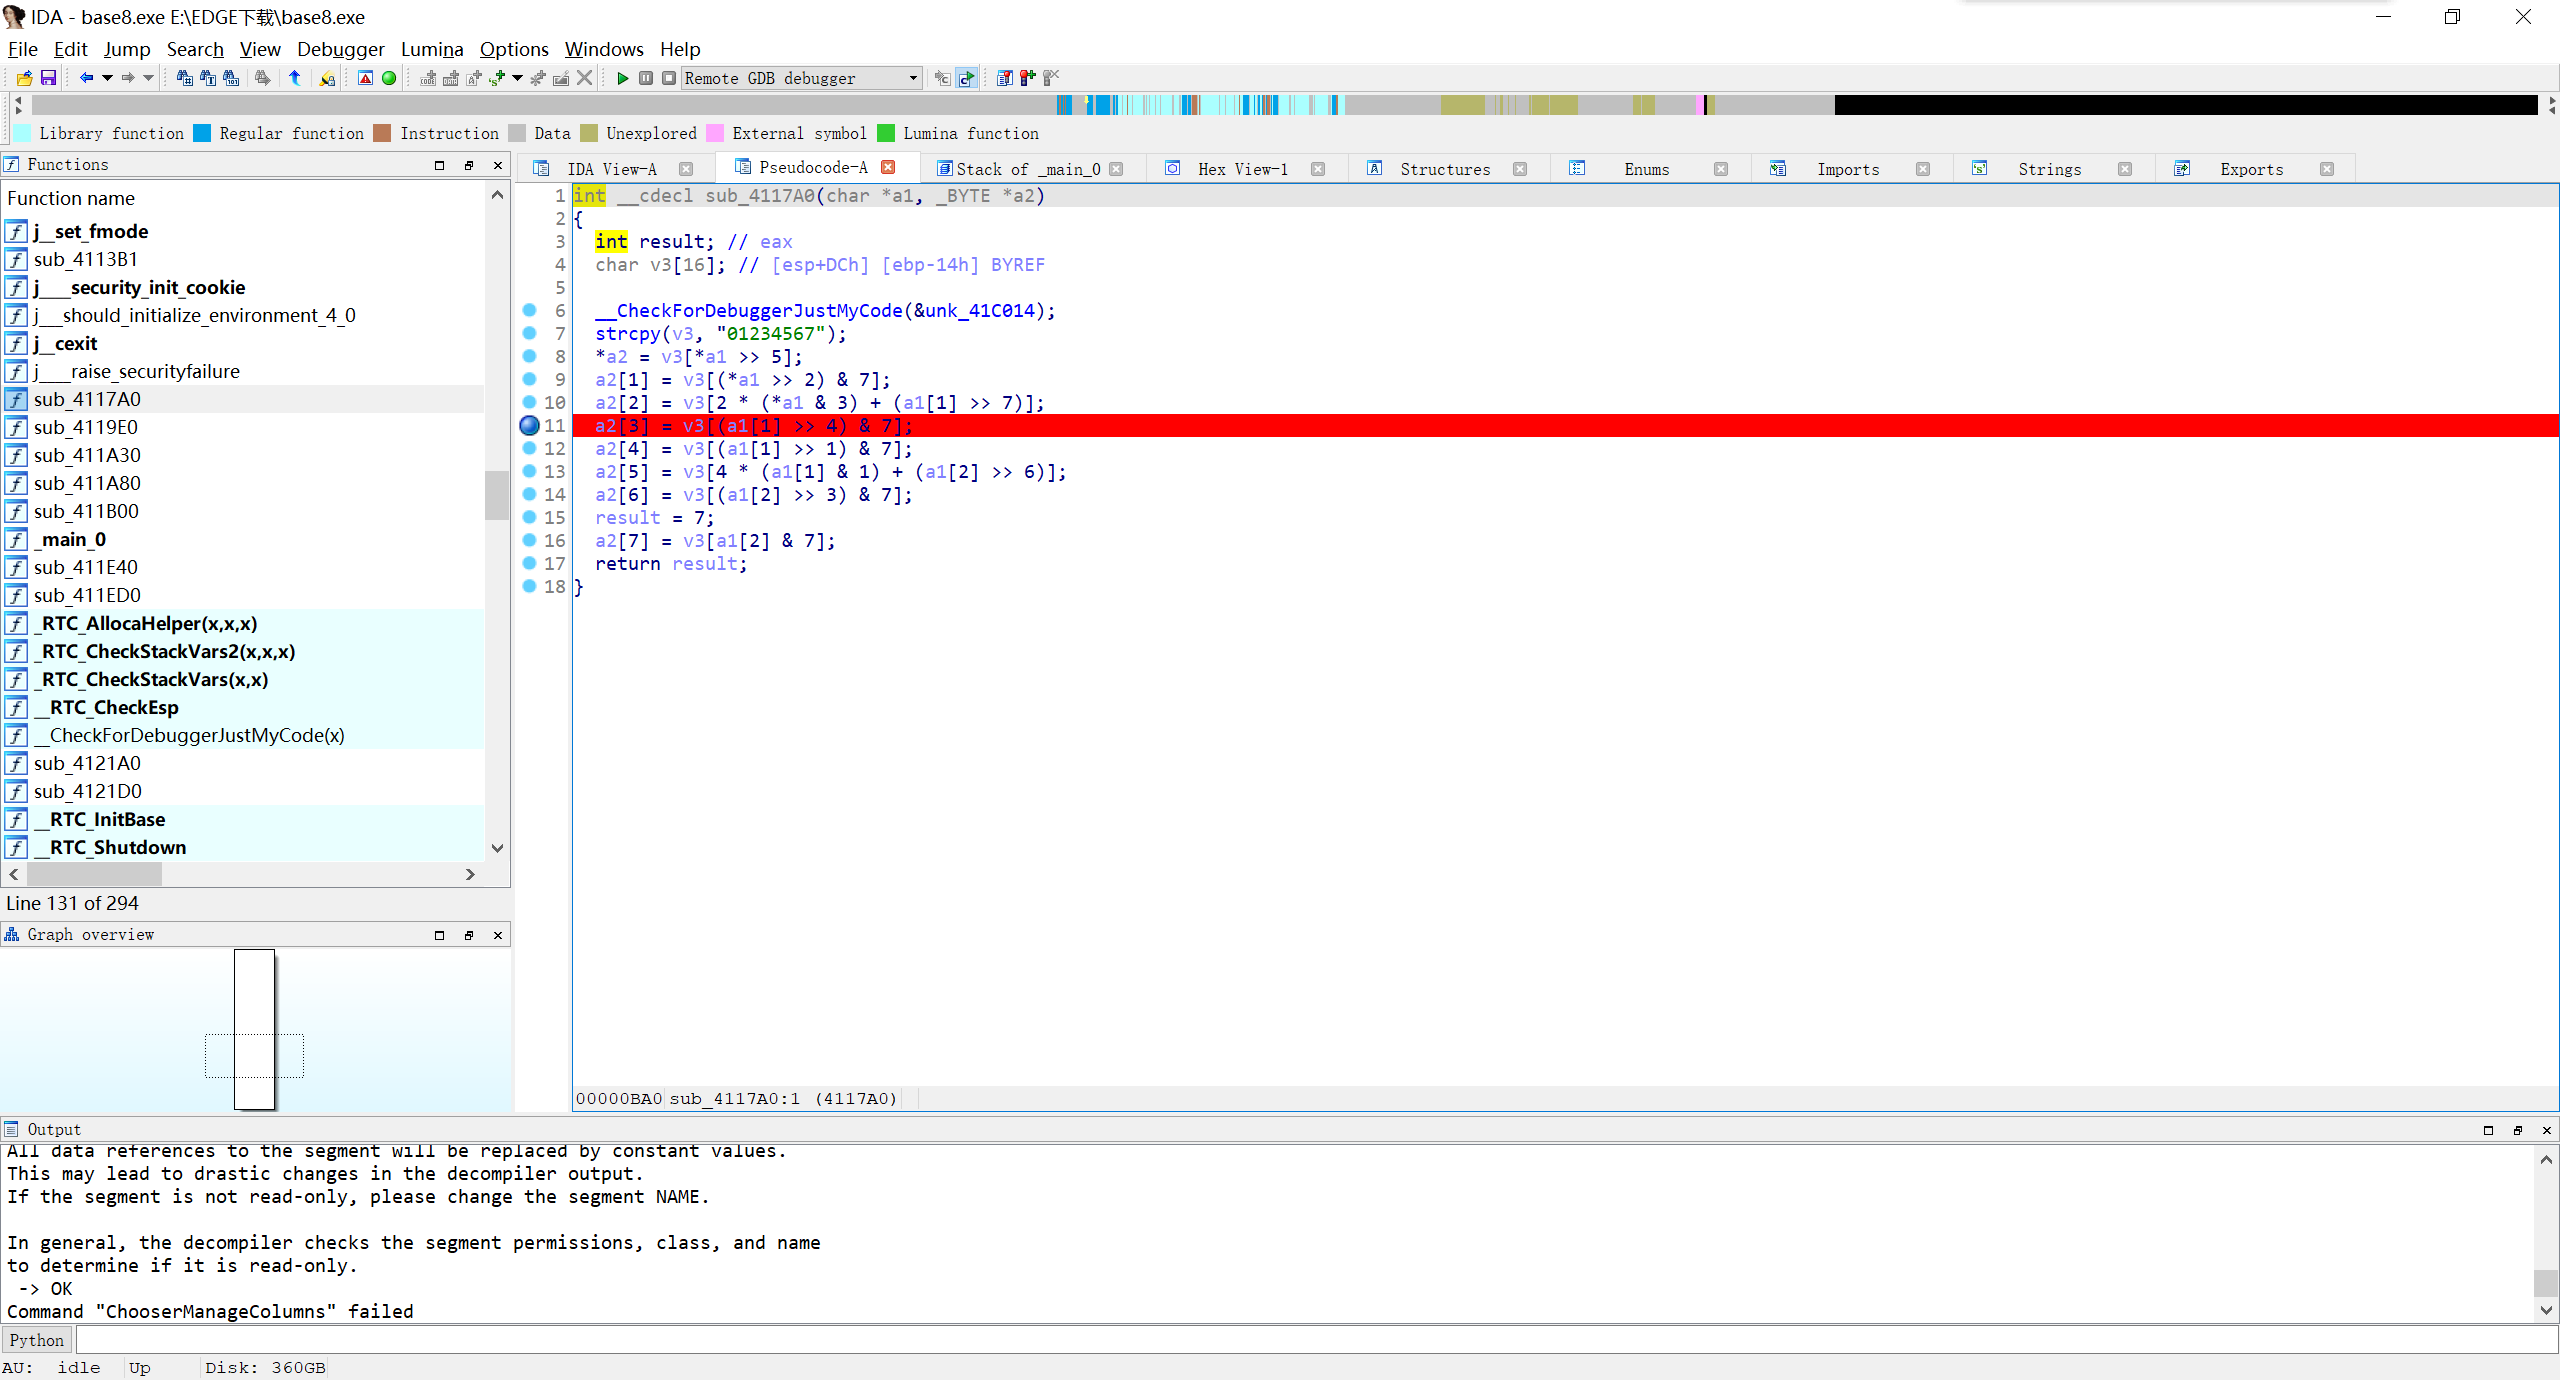 IDA - base8.exe E:\EDGE下载\base8.exe
File Edit Jump Search View Debugger Lumina Options Windows Help
Remote GDB debugger
Library function Regular function Instruction Data Unexplored External symbol Lumina function
Functions
Function name
j__set_fmode
sub_4113B1
j___security_init_cookie
j___should_initialize_environment_4_0
j__cexit
j___raise_securityfailure
sub_4117A0
sub_4119E0
sub_411A30
sub_411A80
sub_411B00
_main_0
sub_411E40
sub_411ED0
_RTC_AllocaHelper(x,x,x)
_RTC_CheckStackVars2(x,x,x)
_RTC_CheckStackVars(x,x)
__RTC_CheckEsp
__CheckForDebuggerJustMyCode(x)
sub_4121A0
sub_4121D0
__RTC_InitBase
__RTC_Shutdown
Line 131 of 294
Graph overview
IDA View-A Pseudocode-A Stack of _main_0 Hex View-1 Structures Enums Imports Strings Exports
1 int __cdecl sub_4117A0(char *a1, _BYTE *a2)
2 {
3 int result; // eax
4 char v3[16]; // [esp+DCh] [ebp-14h] BYREF
5
6 __CheckForDebuggerJustMyCode(&unk_41C014);
7 strcpy(v3, "01234567");
8 *a2 = v3[*a1 >> 5];
9 a2[1] = v3[(*a1 >> 2) & 7];
10 a2[2] = v3[2 * (*a1 & 3) + (a1[1] >> 7)];
11 a2[3] = v3[(a1[1] >> 4) & 7];
12 a2[4] = v3[(a1[1] >> 1) & 7];
13 a2[5] = v3[4 * (a1[1] & 1) + (a1[2] >> 6)];
14 a2[6] = v3[(a1[2] >> 3) & 7];
15 result = 7;
16 a2[7] = v3[a1[2] & 7];
17 return result;
18 }
00000BA0 sub_4117A0:1 (4117A0)
Output
All data references to the segment will be replaced by constant values.
This may lead to drastic changes in the decompiler output.
If the segment is not read-only, please change the segment NAME.
In general, the decompiler checks the segment permissions, class, and name
to determine if it is read-only.
-> OK
Command "ChooserManageColumns" failed
Python
AU: idle Up Disk: 360GB